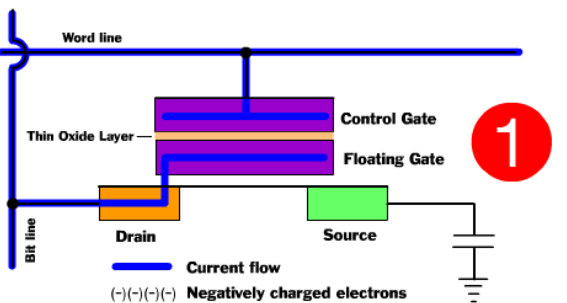 Word line
Control Gate
Thin Oxide Layer
Floating Gate
1
Bit line
Drain
Source
Current flow
(-)(-)(-)(-) Negatively charged electrons